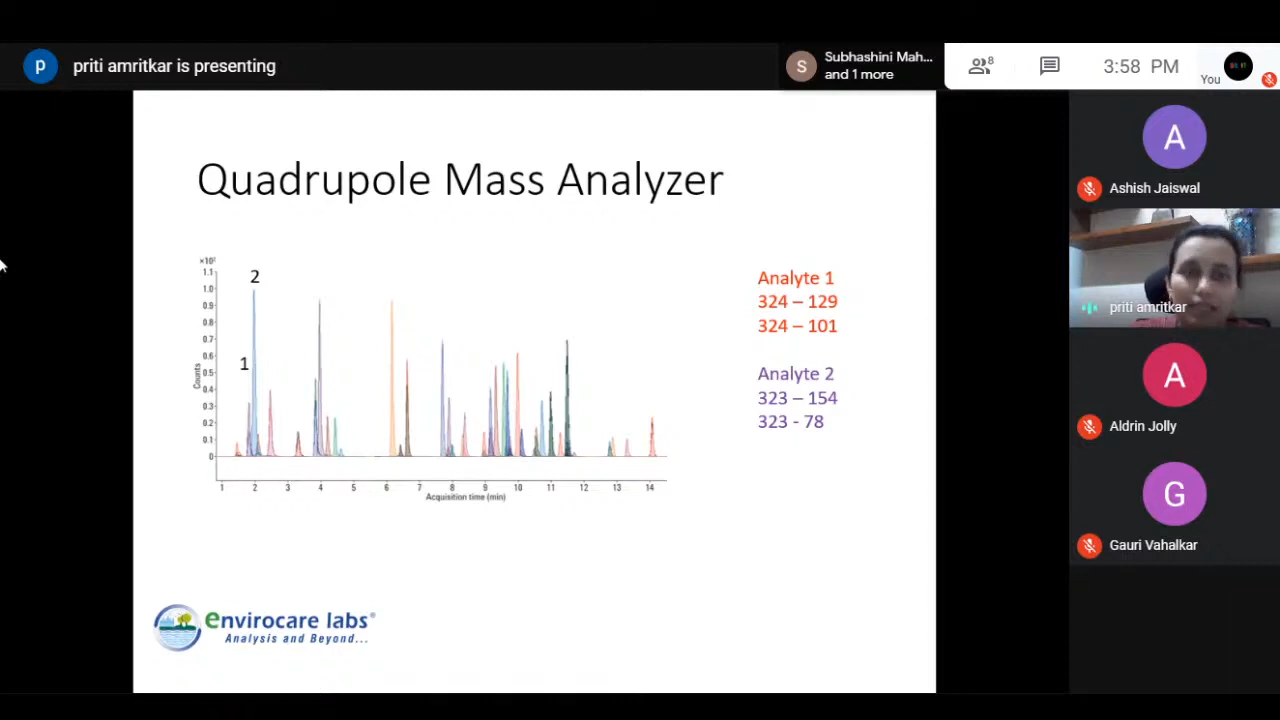 p
priti amritkar is presenting
S
Subhashini Mah...
and 1 more
8
3:58 PM
You
Quadrupole Mass Analyzer
×10²
1.1
1.0
0.9
0.8
0.7
0.6
0.5
0.4
0.3
0.2
0.1
0
Counts
2
1
1 2 3 4 5 6 7 8 9 10 11 12 13 14
Acquisition time (min)
Analyte 1
324 – 129
324 – 101
Analyte 2
323 – 154
323 - 78
envirocare labs®
Analysis and Beyond...
A
Ashish Jaiswal
priti amritkar
A
Aldrin Jolly
G
Gauri Vahalkar